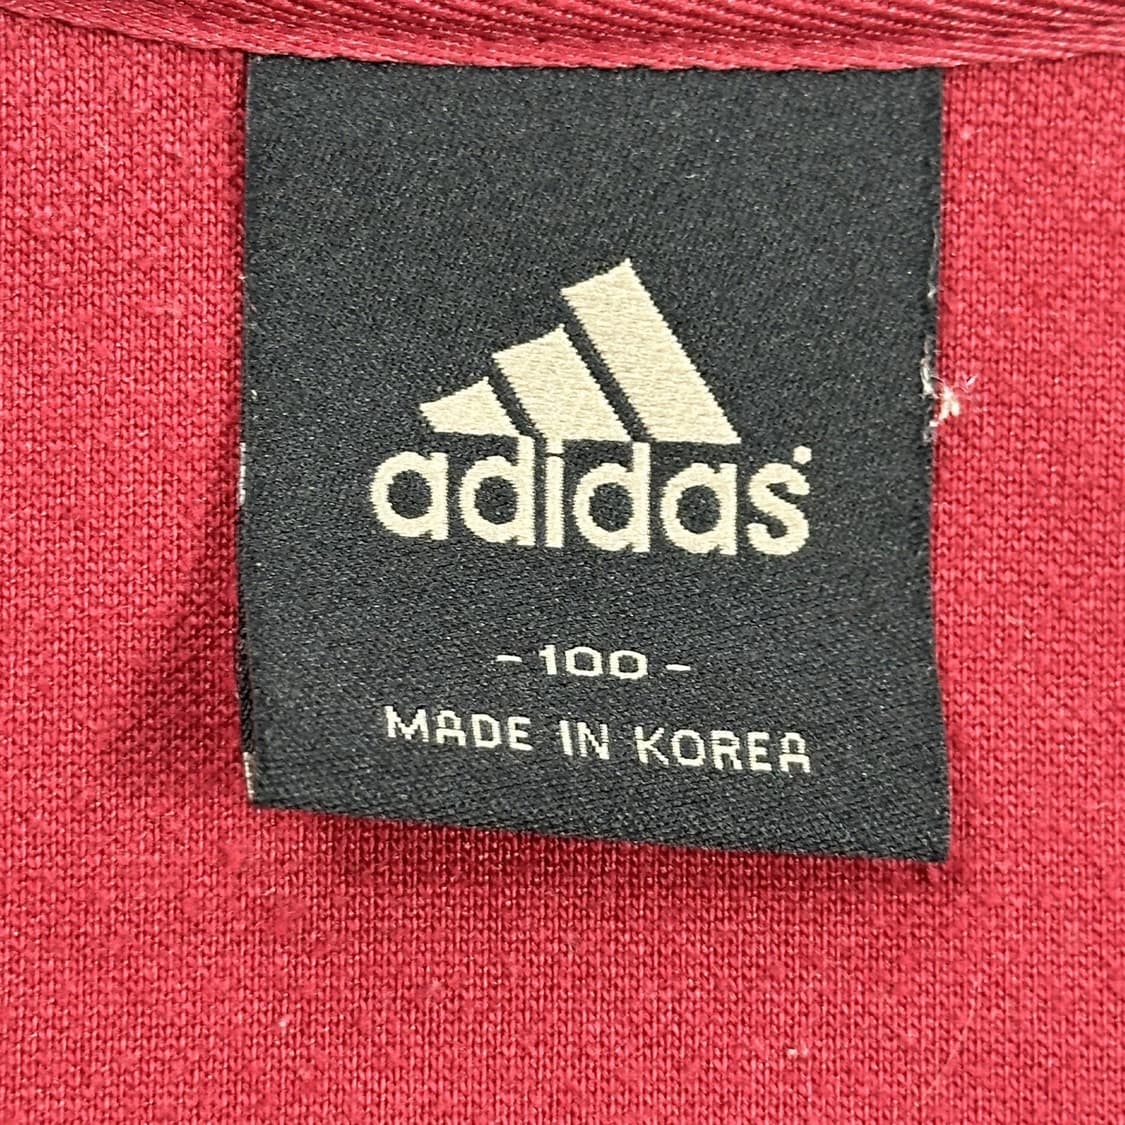 adidas
- 100 -
MADE IN KOREA